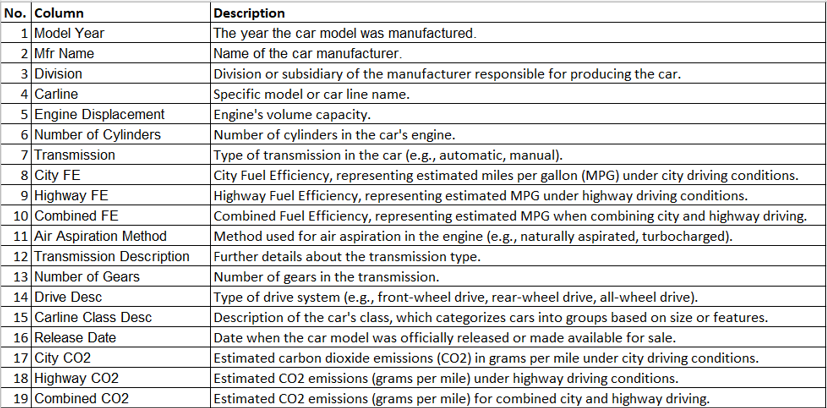 No. Column Description
1 Model Year The year the car model was manufactured.
2 Mfr Name Name of the car manufacturer.
3 Division Division or subsidiary of the manufacturer responsible for producing the car.
4 Carline Specific model or car line name.
5 Engine Displacement Engine's volume capacity.
6 Number of Cylinders Number of cylinders in the car's engine.
7 Transmission Type of transmission in the car (e.g., automatic, manual).
8 City FE City Fuel Efficiency, representing estimated miles per gallon (MPG) under city driving conditions.
9 Highway FE Highway Fuel Efficiency, representing estimated MPG under highway driving conditions.
10 Combined FE Combined Fuel Efficiency, representing estimated MPG when combining city and highway driving.
11 Air Aspiration Method Method used for air aspiration in the engine (e.g., naturally aspirated, turbocharged).
12 Transmission Description Further details about the transmission type.
13 Number of Gears Number of gears in the transmission.
14 Drive Desc Type of drive system (e.g., front-wheel drive, rear-wheel drive, all-wheel drive).
15 Carline Class Desc Description of the car's class, which categorizes cars into groups based on size or features.
16 Release Date Date when the car model was officially released or made available for sale.
17 City CO2 Estimated carbon dioxide emissions (CO2) in grams per mile under city driving conditions.
18 Highway CO2 Estimated CO2 emissions (grams per mile) under highway driving conditions.
19 Combined CO2 Estimated CO2 emissions (grams per mile) for combined city and highway driving.